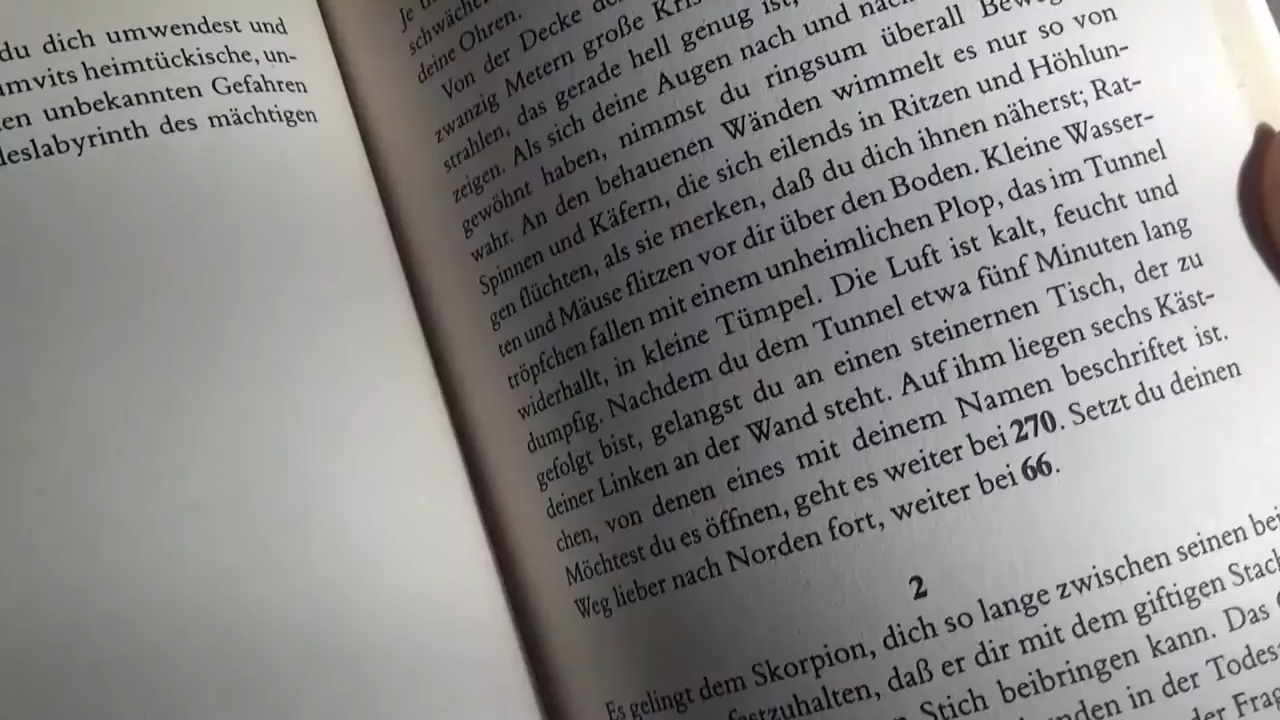 du dich umwendest und
heimtückische, un-
unbekannten Gefahren
des mächtigen
Je
deine Ohren.
Von der Decke
zwanzig Metern große
strahlen, das gerade hell genug ist,
zeigen. Als sich deine Augen nach und
gewöhnt haben, nimmst du ringsum überall
wahr. An den behauenen Wänden wimmelt es nur so von
Spinnen und Käfern, die sich eilends in Ritzen und Höhlun-
gen flüchten, als sie merken, daß du dich ihnen näherst; Rat-
ten und Mäuse flitzen vor dir über den Boden. Kleine Wasser-
tröpfchen fallen mit einem unheimlichen Plop, das im Tunnel
widerhallt, in kleine Tümpel. Die Luft ist kalt, feucht und
dumpfig. Nachdem du dem Tunnel etwa fünf Minuten lang
gefolgt bist, gelangst du an einen steinernen Tisch, der zu
deiner Linken an der Wand steht. Auf ihm liegen sechs Käst-
chen, von denen eines mit deinem Namen beschriftet ist.
Möchtest du es öffnen, geht es weiter bei 270. Setzt du deinen
Weg lieber nach Norden fort, weiter bei 66.
2
Es gelingt dem Skorpion, dich so lange zwischen seinen
daß er dir mit dem giftigen
Stich beibringen kann. Das
in der
der